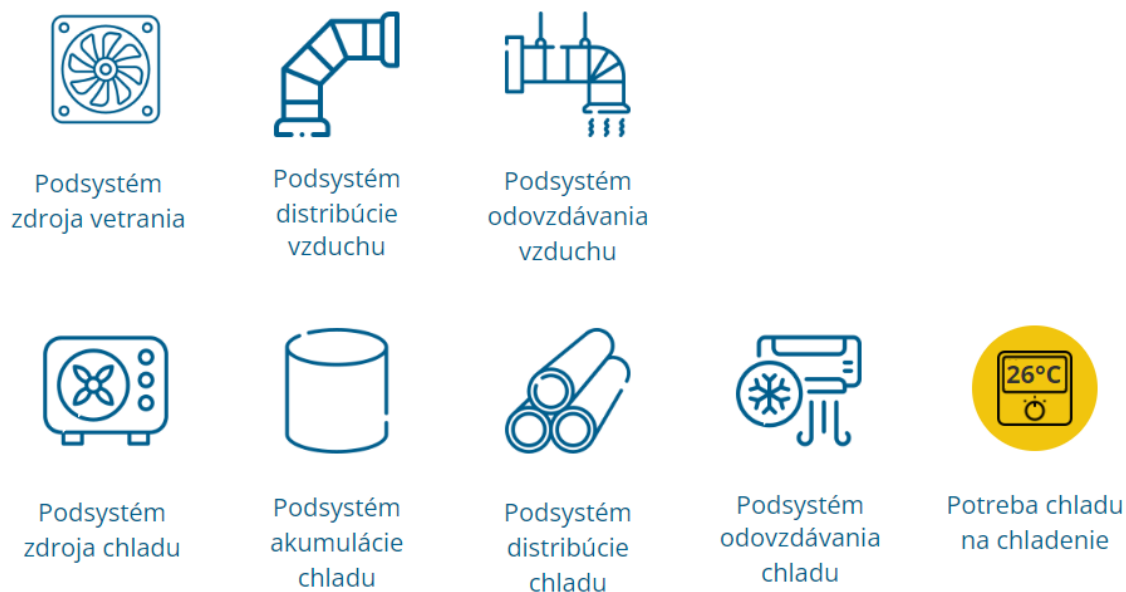 Podsystém
zdroja vetrania
Podsystém
distribúcie
vzduchu
Podsystém
odovzdávania
vzduchu
26°C
Podsystém
zdroja chladu
Podsystém
akumulácie
chladu
Podsystém
distribúcie
chladu
Podsystém
odovzdávania
chladu
Potreba chladu
na chladenie